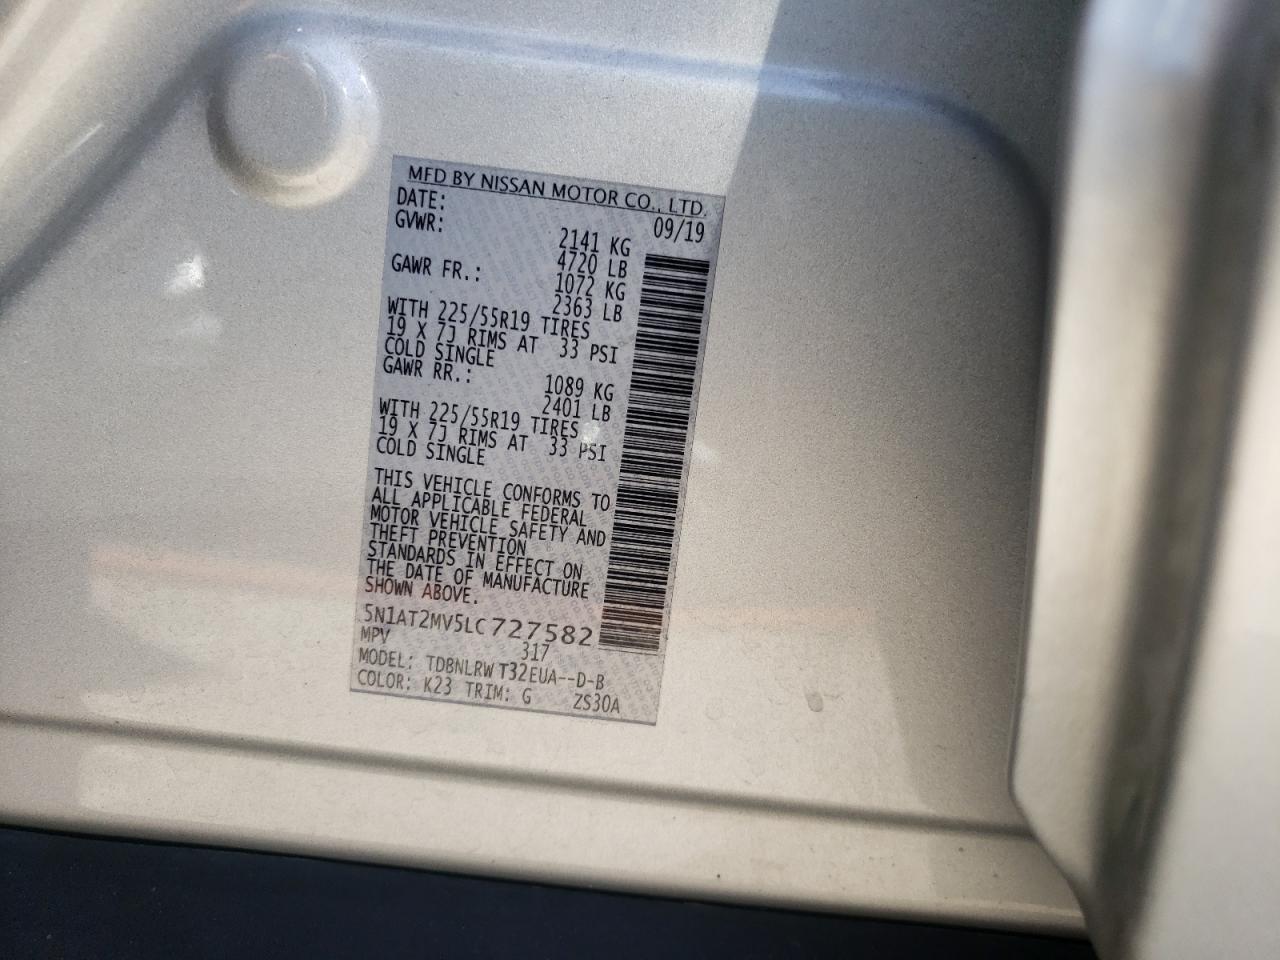 MFD BY NISSAN MOTOR CO., LTD.
DATE: 09/19
GVWR: 2141 KG
4720 LB
GAWR FR.: 1072 KG
2363 LB
WITH 225/55R19 TIRES
19 X 7J RIMS AT 33 PSI
COLD SINGLE
GAWR RR.: 1089 KG
2401 LB
WITH 225/55R19 TIRES
19 X 7J RIMS AT 33 PSI
COLD SINGLE
THIS VEHICLE CONFORMS TO
ALL APPLICABLE FEDERAL
MOTOR VEHICLE SAFETY AND
THEFT PREVENTION
STANDARDS IN EFFECT ON
THE DATE OF MANUFACTURE
SHOWN ABOVE.
5N1AT2MV5LC727582
MPV 317
MODEL: TDBNLRW T32EUA--D-B
COLOR: K23 TRIM: G ZS30A